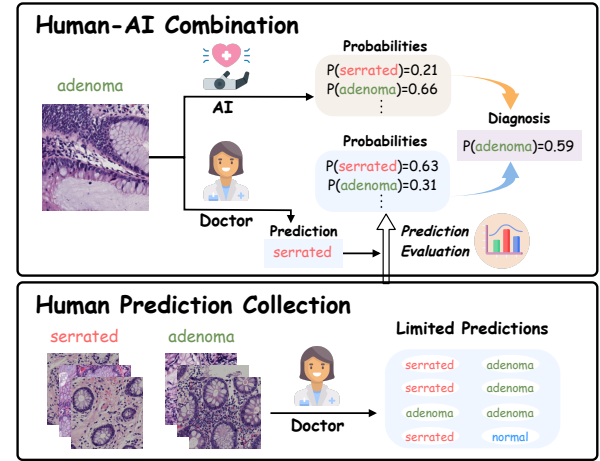 Human-AI Combination
adenoma
AI
Doctor
Probabilities
P(serrated)=0.21
P(adenoma)=0.66
⋮
Probabilities
P(serrated)=0.63
P(adenoma)=0.31
⋮
Diagnosis
P(adenoma)=0.59
Prediction
serrated
Prediction
Evaluation
Human Prediction Collection
serrated adenoma
Doctor
Limited Predictions
serrated adenoma
serrated adenoma
adenoma adenoma
serrated normal